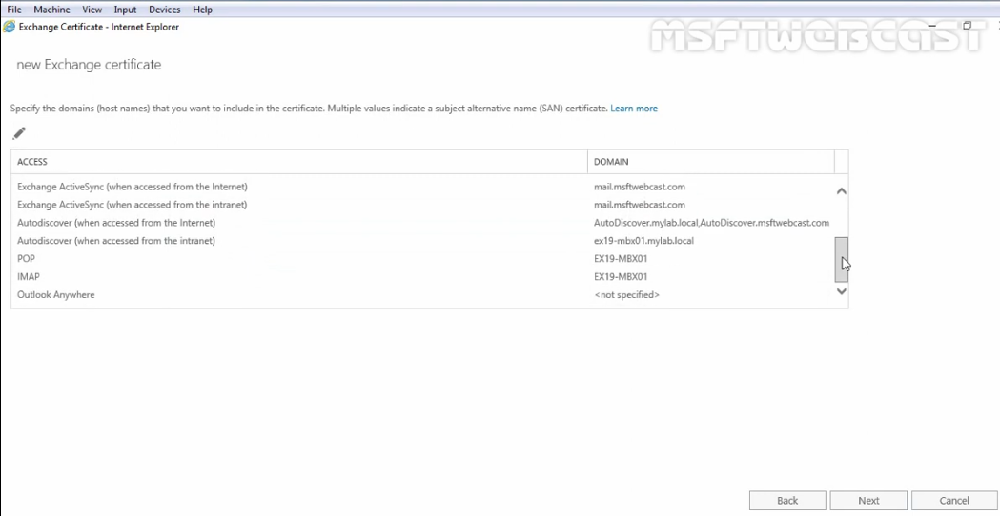 File Machine View Input Devices Help
Exchange Certificate - Internet Explorer
MSFTWEBCAST
new Exchange certificate
Specify the domains (host names) that you want to include in the certificate. Multiple values indicate a subject alternative name (SAN) certificate. Learn more
ACCESS DOMAIN
Exchange ActiveSync (when accessed from the Internet) mail.msftwebcast.com
Exchange ActiveSync (when accessed from the intranet) mail.msftwebcast.com
Autodiscover (when accessed from the Internet) AutoDiscover.mylab.local,AutoDiscover.msftwebcast.com
Autodiscover (when accessed from the intranet) ex19-mbx01.mylab.local
POP EX19-MBX01
IMAP EX19-MBX01
Outlook Anywhere <not specified>
Back Next Cancel